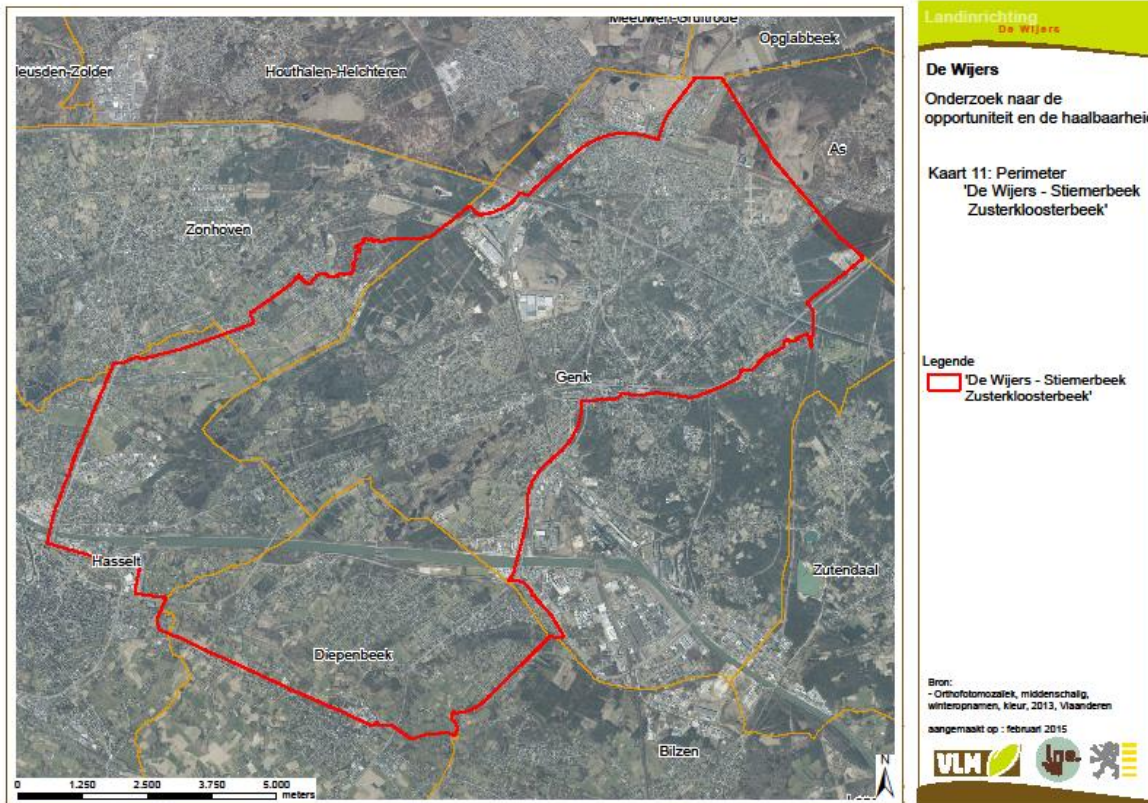 Meeuwen-Gruitrode
Opglabbeek
Heusden-Zolder
Houthalen-Helchteren
As
Zonhoven
Genk
Hasselt
Zutendaal
Diepenbeek
Bilzen
N
0 1.250 2.500 3.750 5.000
meters
Landinrichting
De Wijers
De Wijers
Onderzoek naar de
opportuniteit en de haalbaarheid
Kaart 11: Perimeter
'De Wijers - Stiemerbeek
Zusterkloosterbeek'
Legende
'De Wijers - Stiemerbeek
Zusterkloosterbeek'
Bron:
- Orthofotomozaïek, middenschalig,
winteropnamen, kleur, 2013, Vlaanderen
aangemaakt op : februari 2015
VLM